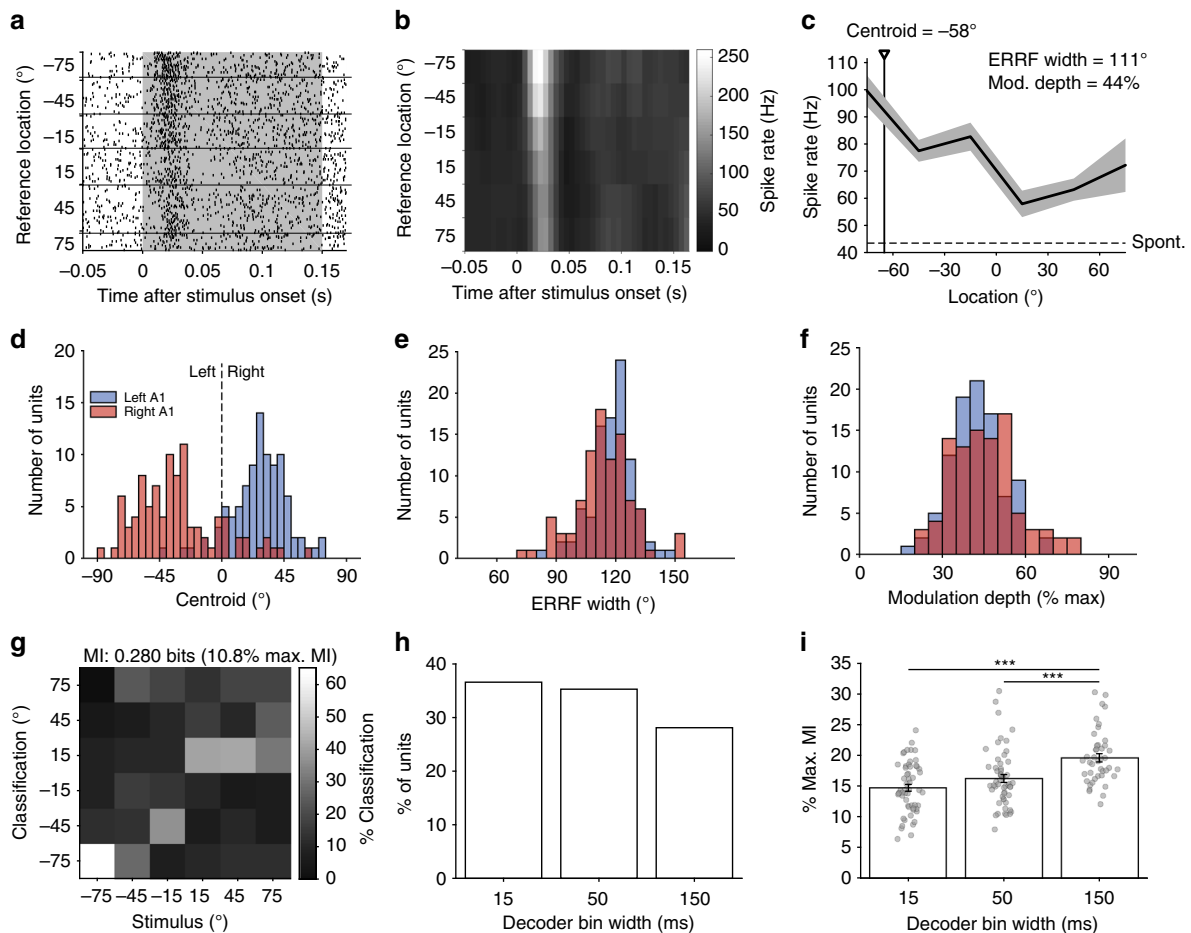 a
Reference location (°)
−75
−45
−15
15
45
75
−0.05 0 0.05 0.1 0.15
Time after stimulus onset (s)
b
Reference location (°)
−75
−45
−15
15
45
75
−0.05 0 0.05 0.1 0.15
Time after stimulus onset (s)
250
200
150
100
50
0
Spike rate (Hz)
c
Centroid = −58°
ERRF width = 111°
Mod. depth = 44%
Spike rate (Hz)
110
100
90
80
70
60
50
40
Spont.
−60 −30 0 30 60
Location (°)
d
Number of units
20
15
10
5
0
Left Right
Left A1
Right A1
−90 −45 0 45 90
Centroid (°)
e
Number of units
25
20
15
10
5
0
60 90 120 150
ERRF width (°)
f
Number of units
25
20
15
10
5
0
0 30 60 90
Modulation depth (% max)
g
MI: 0.280 bits (10.8% max. MI)
Classification (°)
75
45
15
−15
−45
−75
−75 −45 −15 15 45 75
Stimulus (°)
60
50
40
30
20
10
0
% Classification
h
% of units
40
30
20
10
0
15 50 150
Decoder bin width (ms)
i
% Max. MI
35
30
25
20
15
10
5
0
***
***
15 50 150
Decoder bin width (ms)